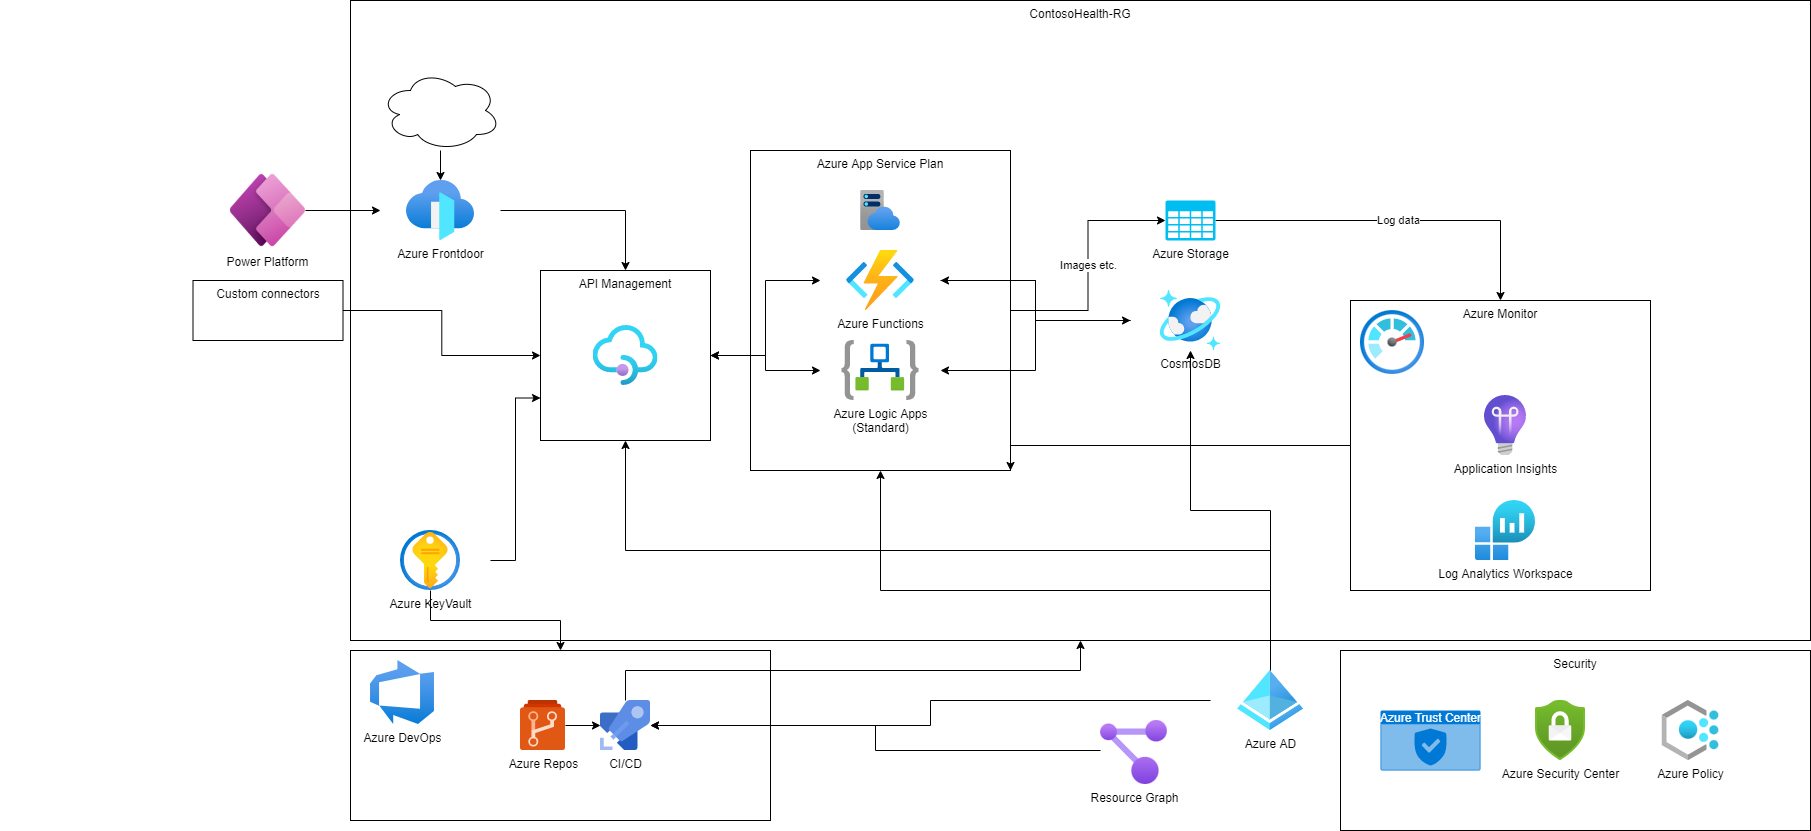 ContosoHealth-RG
Azure App Service Plan
Power Platform
Azure Frontdoor
Custom connectors
API Management
Azure Functions
Azure Logic Apps
(Standard)
Images etc.
Azure Storage
Log data
CosmosDB
Azure Monitor
Application Insights
Log Analytics Workspace
Azure KeyVault
Azure DevOps
Azure Repos
CI/CD
Resource Graph
Azure AD
Security
Azure Trust Center
Azure Security Center
Azure Policy